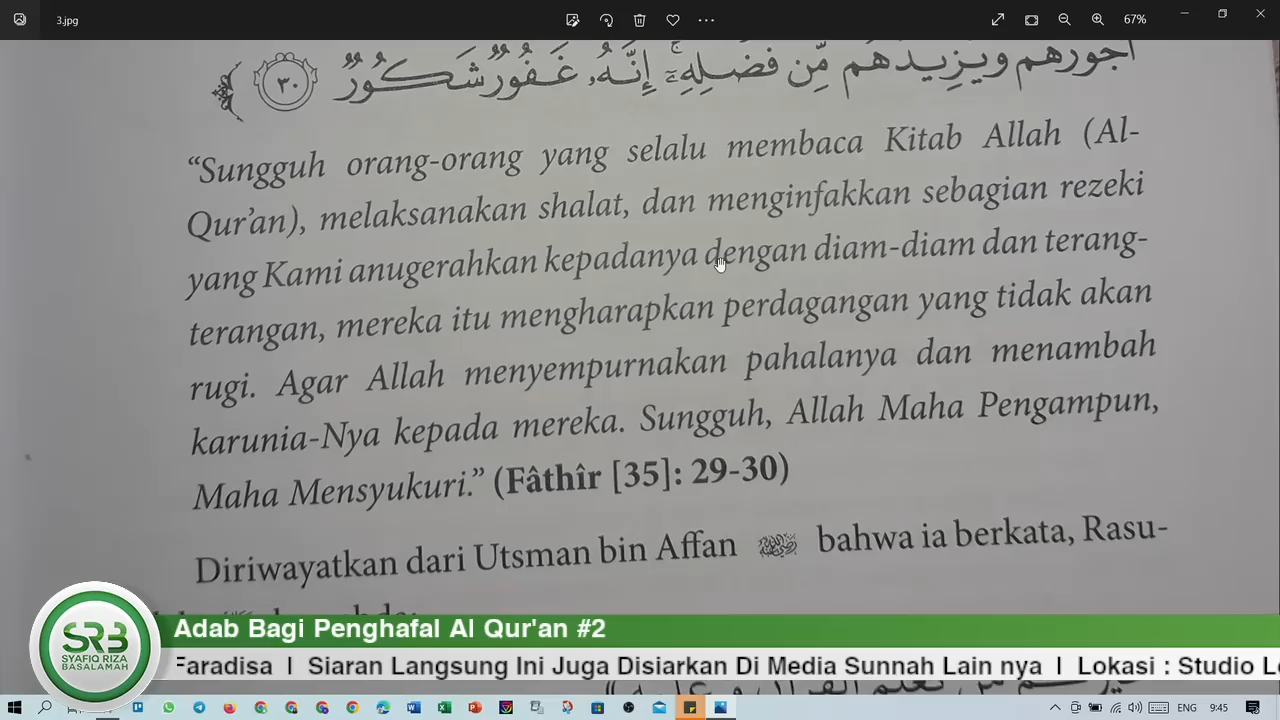 3.jpg
67%
أجورهم ويزيدهم من فضله إنه غفور شكور ٣٠
“Sungguh orang-orang yang selalu membaca Kitab Allah (Al-
Qur’an), melaksanakan shalat, dan menginfakkan sebagian rezeki
yang Kami anugerahkan kepadanya dengan diam-diam dan terang-
terangan, mereka itu mengharapkan perdagangan yang tidak akan
rugi. Agar Allah menyempurnakan pahalanya dan menambah
karunia-Nya kepada mereka. Sungguh, Allah Maha Pengampun,
Maha Mensyukuri.” (Fâthîr [35]: 29-30)
Diriwayatkan dari Utsman bin Affan bahwa ia berkata, Rasu-
SRB
SYAFIQ RIZA
BASALAMAH
Adab Bagi Penghafal Al Qur'an #2
Faradisa I Siaran Langsung Ini Juga Disiarkan Di Media Sunnah Lain nya I Lokasi : Studio
ENG
9:45